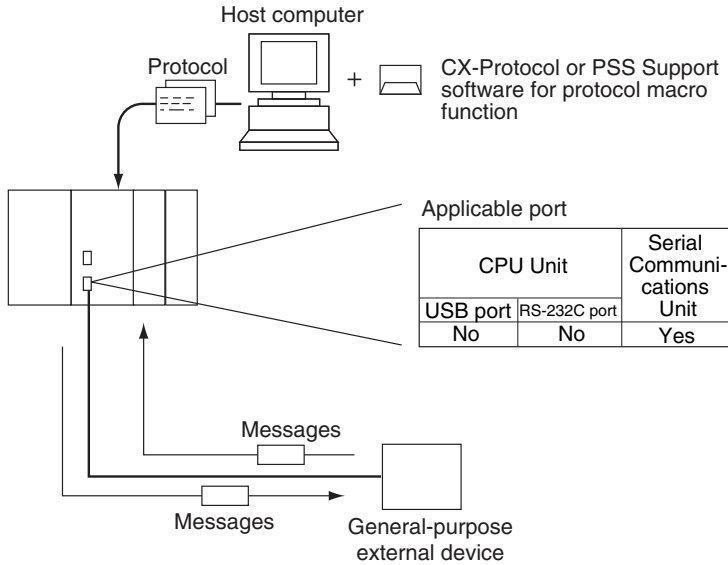 Host computer
Protocol
+
CX-Protocol or PSS Support
software for protocol macro
function
Applicable port
CPU Unit
Serial
Communi-
cations
Unit
USB port
RS-232C port
No
No
Yes
Messages
Messages
General-purpose
external device